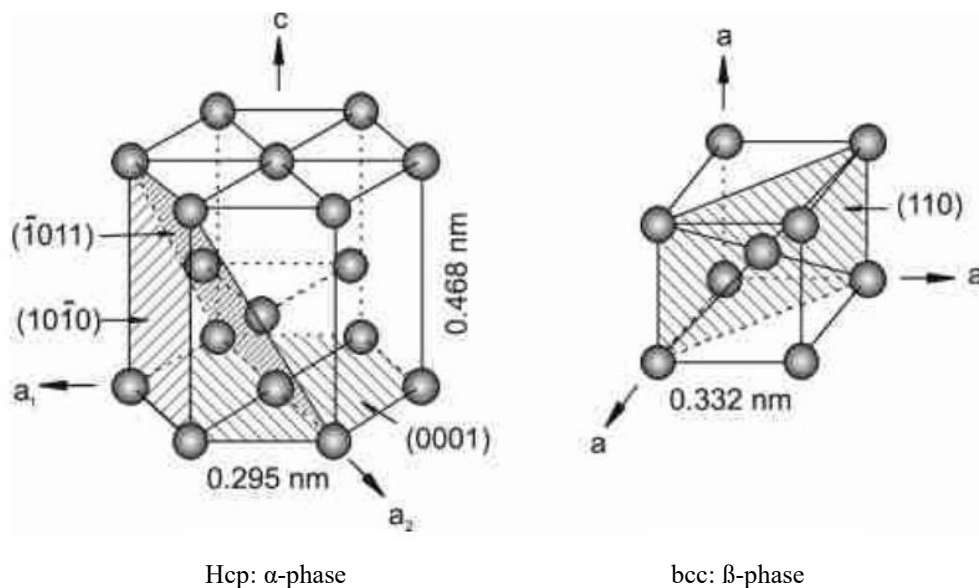 c
a
(1̄011)
(101̄0)
0.468 nm
(110)
a
a₁
(0001)
0.295 nm
a₂
0.332 nm
a
Hcp: α-phase
bcc: ß-phase